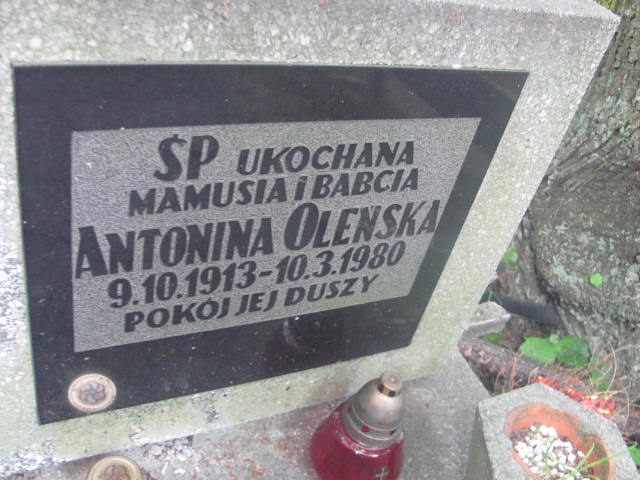 ŚP UKOCHANA
MAMUSIA i BABCIA
ANTONINA OLEŃSKA
9.10.1913-10.3.1980
POKÓJ JEJ DUSZY